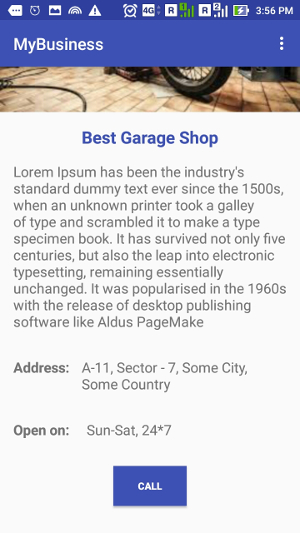 4G R 1 R 2 3:56 PM
MyBusiness
Best Garage Shop
Lorem Ipsum has been the industry's
standard dummy text ever since the 1500s,
when an unknown printer took a galley
of type and scrambled it to make a type
specimen book. It has survived not only five
centuries, but also the leap into electronic
typesetting, remaining essentially
unchanged. It was popularised in the 1960s
with the release of desktop publishing
software like Aldus PageMake
Address: A-11, Sector - 7, Some City,
Some Country
Open on: Sun-Sat, 24*7
CALL